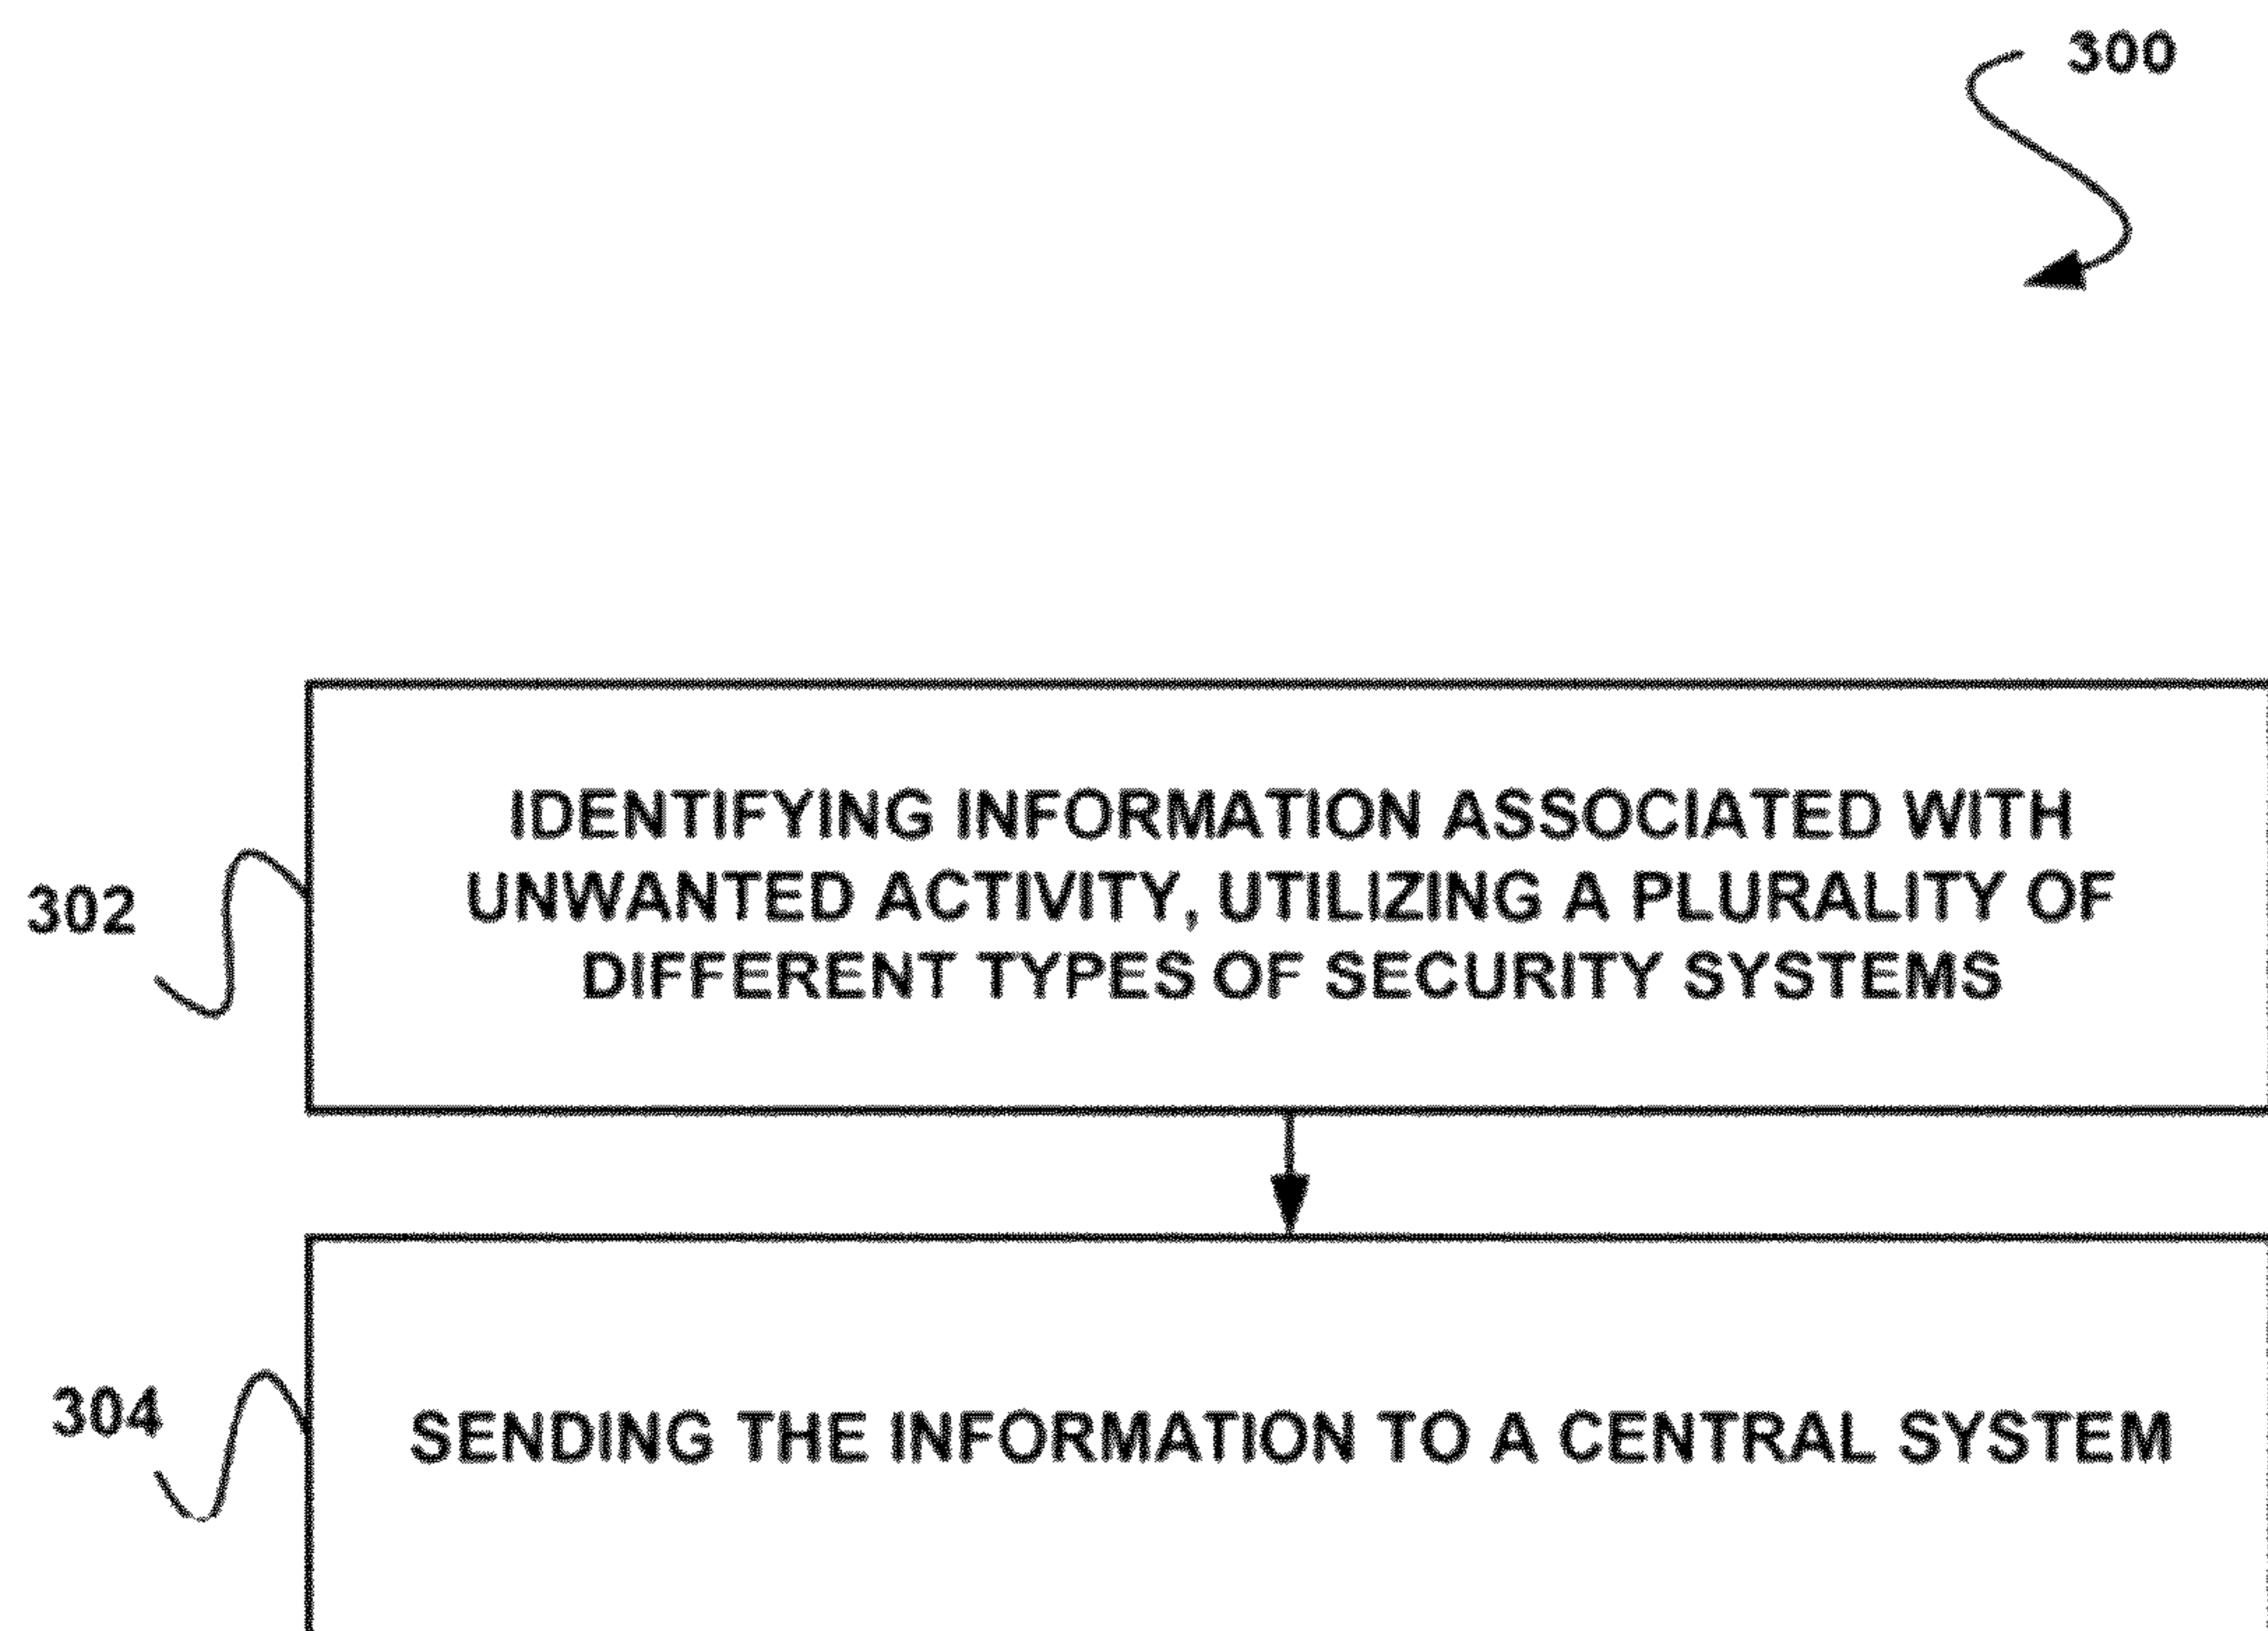 300
302
IDENTIFYING INFORMATION ASSOCIATED WITH
UNWANTED ACTIVITY, UTILIZING A PLURALITY OF
DIFFERENT TYPES OF SECURITY SYSTEMS
304
SENDING THE INFORMATION TO A CENTRAL SYSTEM